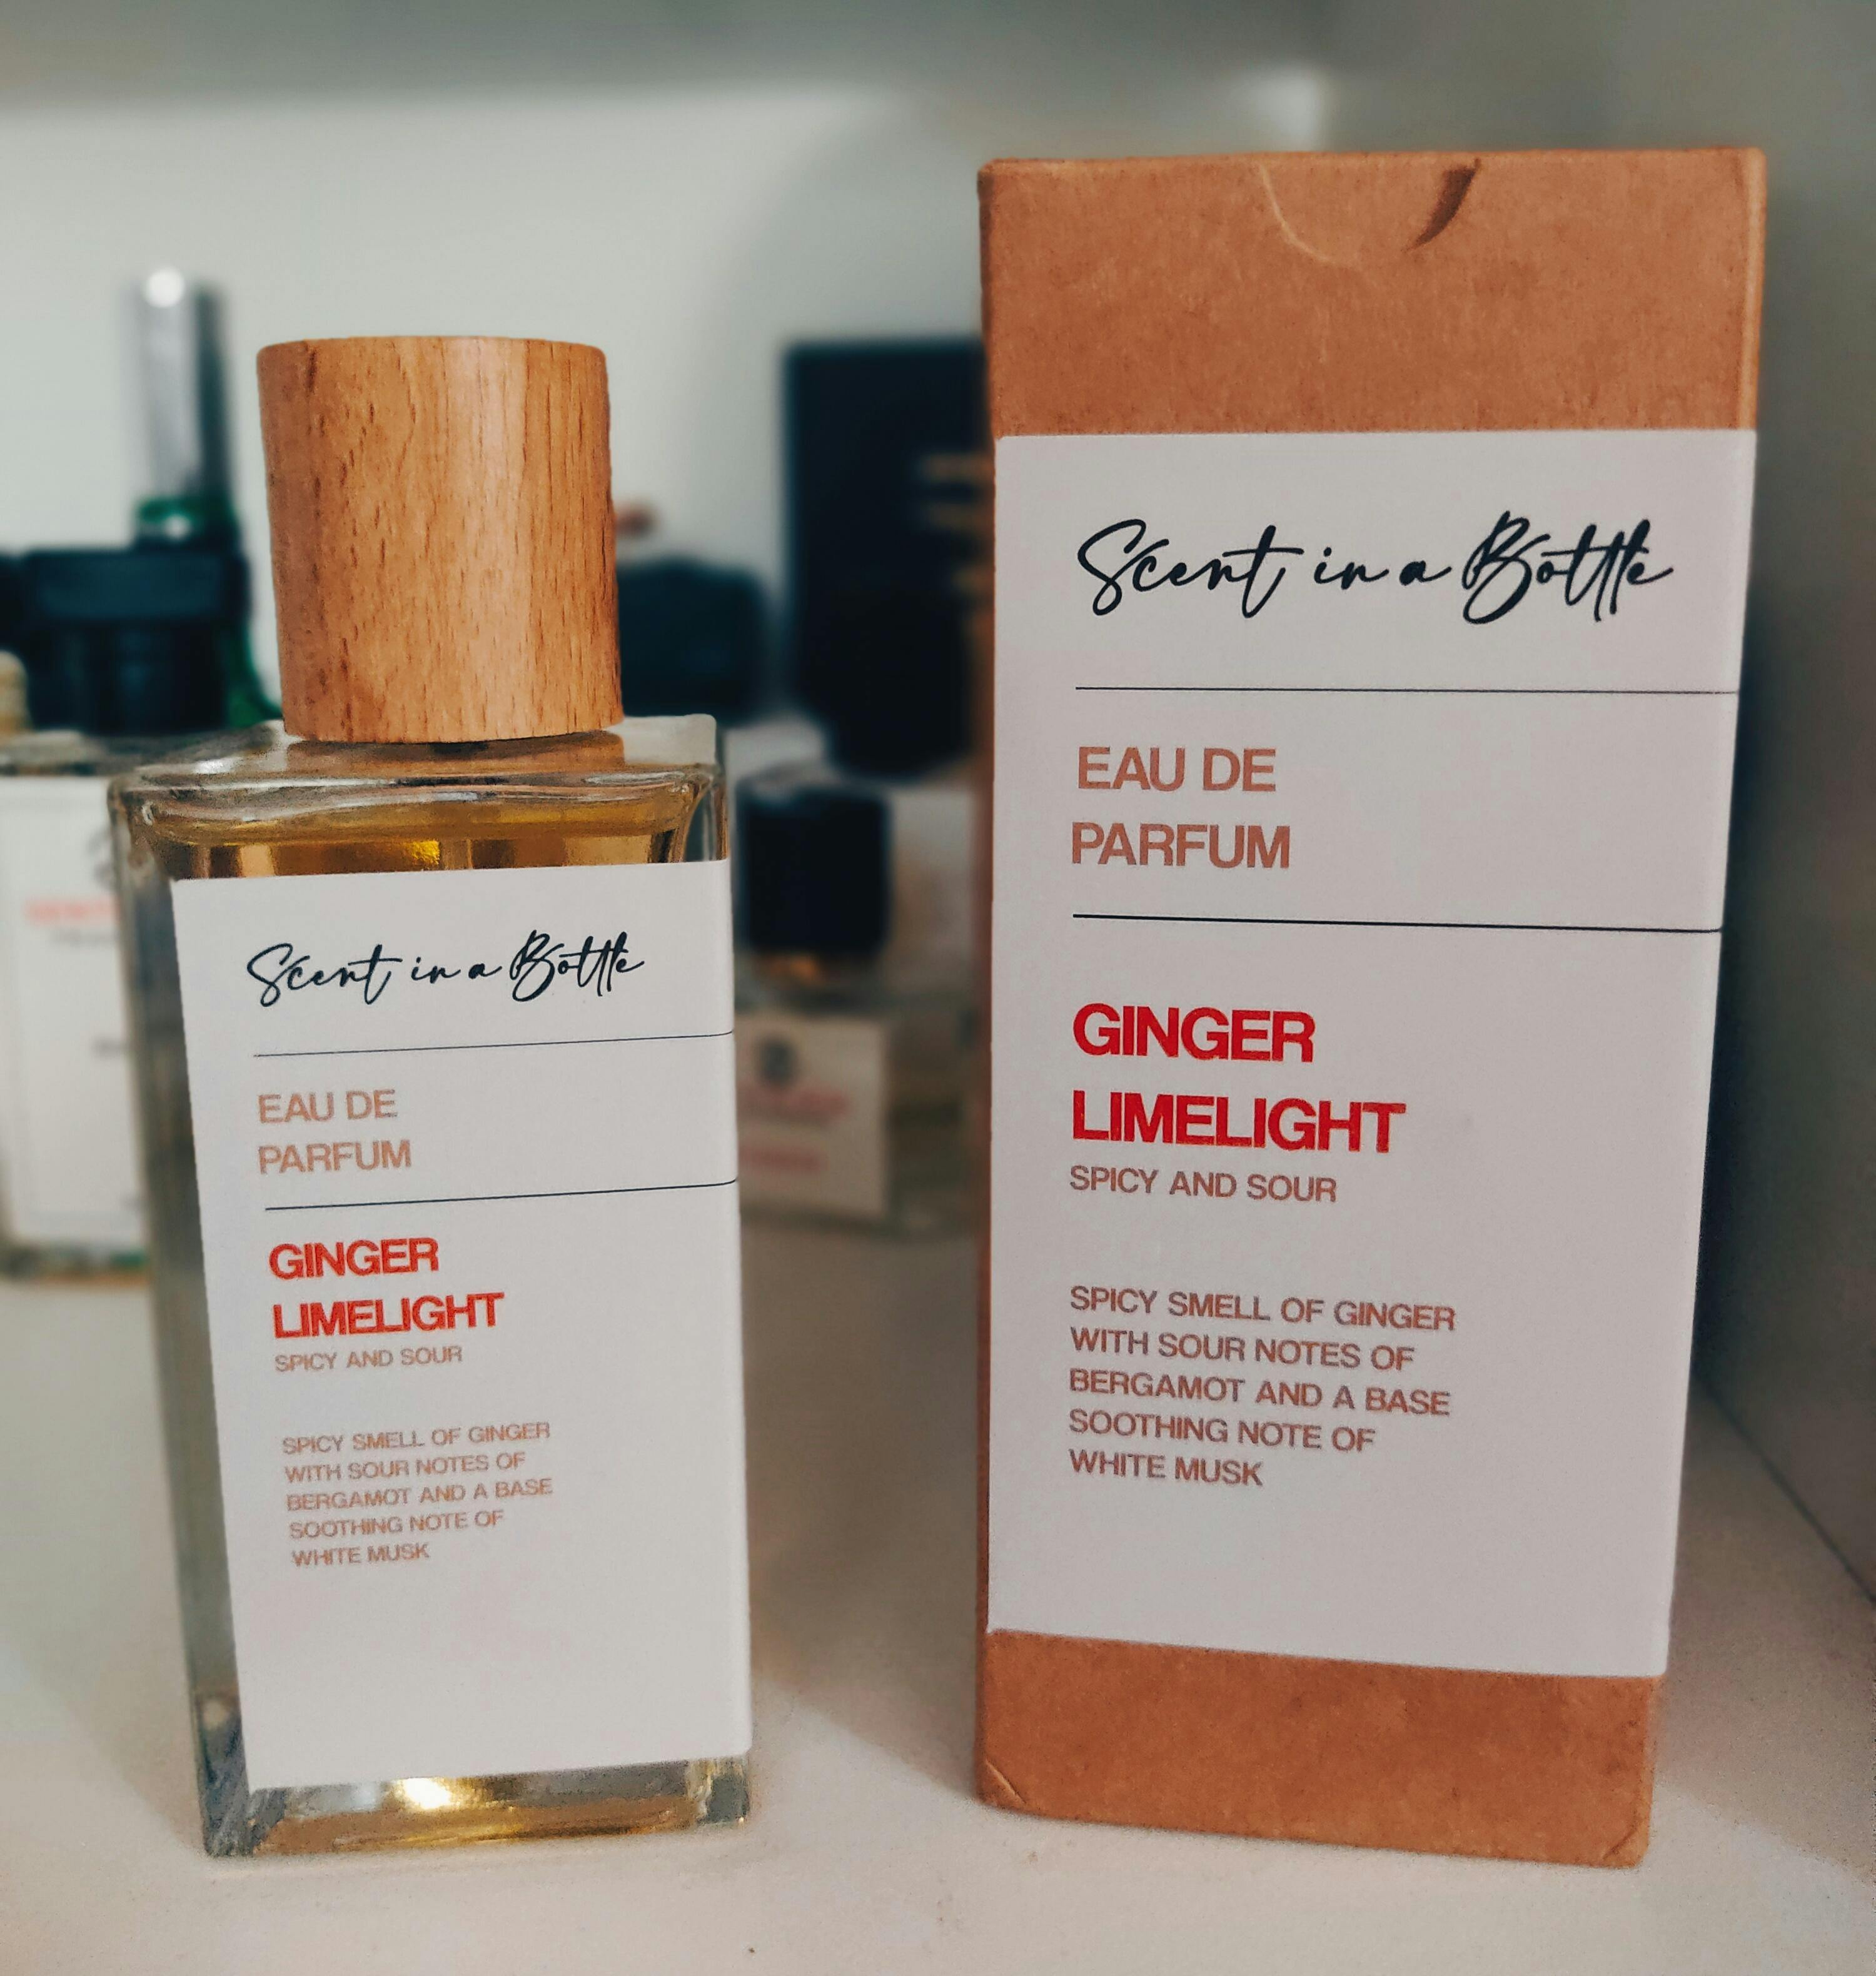 Scent in a Bottle
EAU DE
PARFUM
GINGER
LIMELIGHT
SPICY AND SOUR
SPICY SMELL OF GINGER
WITH SOUR NOTES OF
BERGAMOT AND A BASE
SOOTHING NOTE OF
WHITE MUSK
Scent in a Bottle
EAU DE
PARFUM
GINGER
LIMELIGHT
SPICY AND SOUR
SPICY SMELL OF GINGER
WITH SOUR NOTES OF
BERGAMOT AND A BASE
SOOTHING NOTE OF
WHITE MUSK